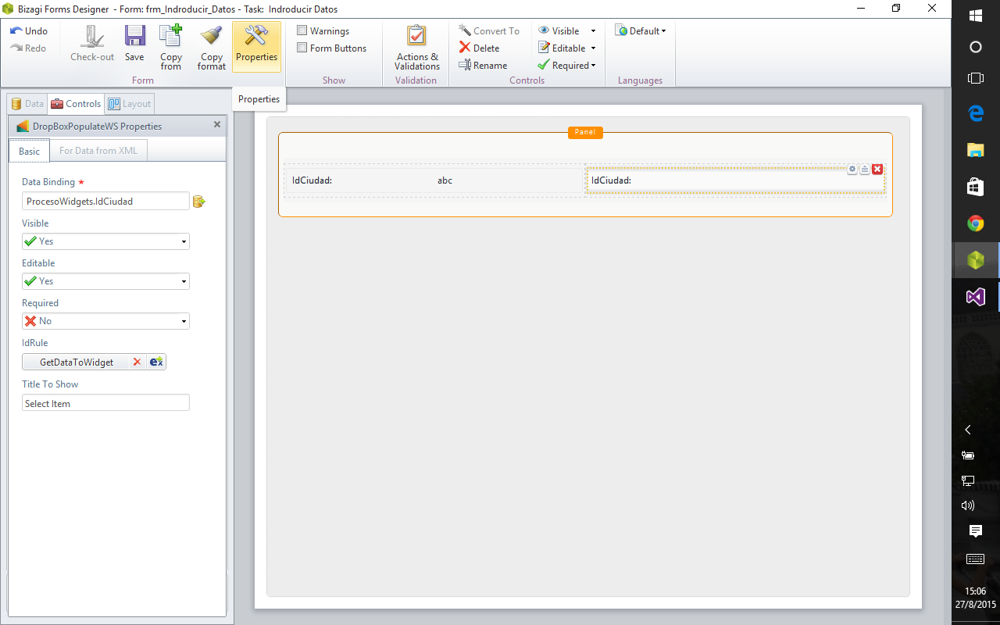 Bizagi Forms Designer - Form: frm_Indroducir_Datos - Task: Indroducir Datos
Undo
Redo
Check-out
Save
Copy from
Copy format
Properties
Form
Warnings
Form Buttons
Show
Actions & Validations
Validation
Convert To
Delete
Rename
Visible
Editable
Required
Controls
Default
Languages
Properties
Data
Controls
Layout
DropBoxPopulateWS Properties
Basic
For Data from XML
Data Binding *
ProcesoWidgets.IdCiudad
Visible
Yes
Editable
Yes
Required
No
IdRule
GetDataToWidget
ex
Title To Show
Select Item
Panel
IdCiudad:
abc
IdCiudad:
15:06
27/8/2015